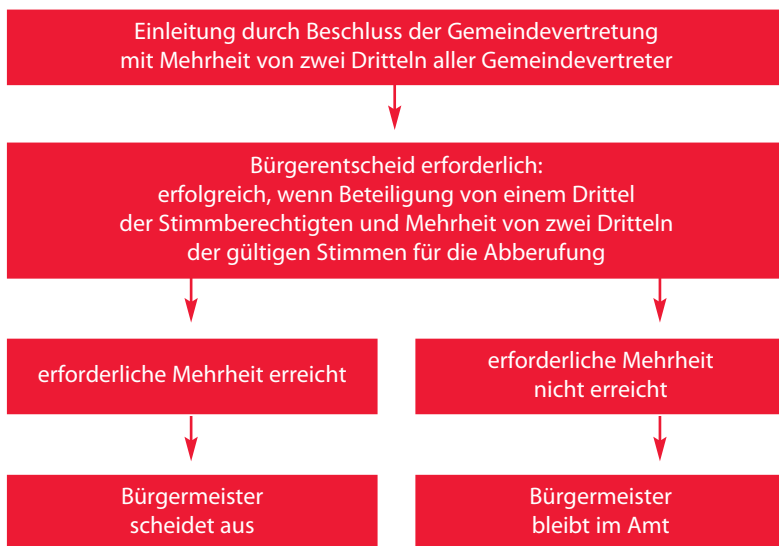 Einleitung durch Beschluss der Gemeindevertretung
mit Mehrheit von zwei Dritteln aller Gemeindevertreter
Bürgerentscheid erforderlich:
erfolgreich, wenn Beteiligung von einem Drittel
der Stimmberechtigten und Mehrheit von zwei Dritteln
der gültigen Stimmen für die Abberufung
erforderliche Mehrheit erreicht
erforderliche Mehrheit
nicht erreicht
Bürgermeister
scheidet aus
Bürgermeister
bleibt im Amt